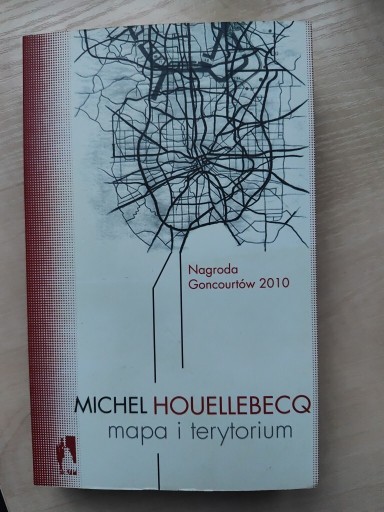 Nagroda
Goncourtów 2010
MICHEL HOUELLEBECQ
mapa i terytorium